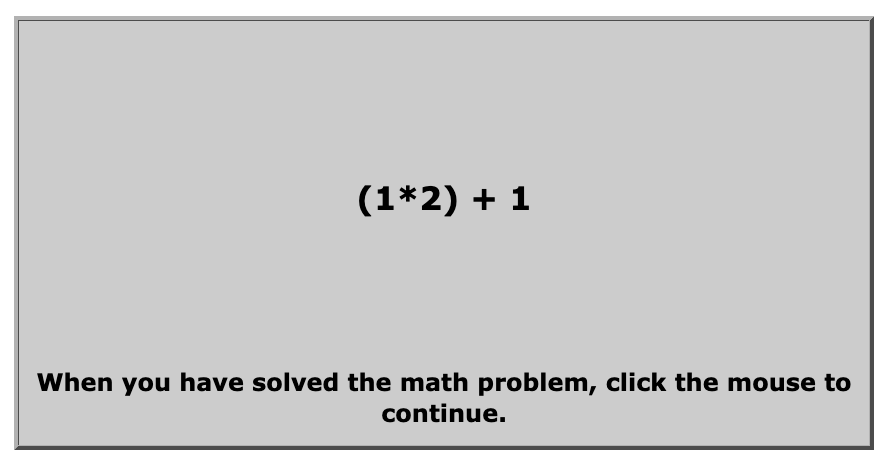 (1*2) + 1
When you have solved the math problem, click the mouse to
continue.